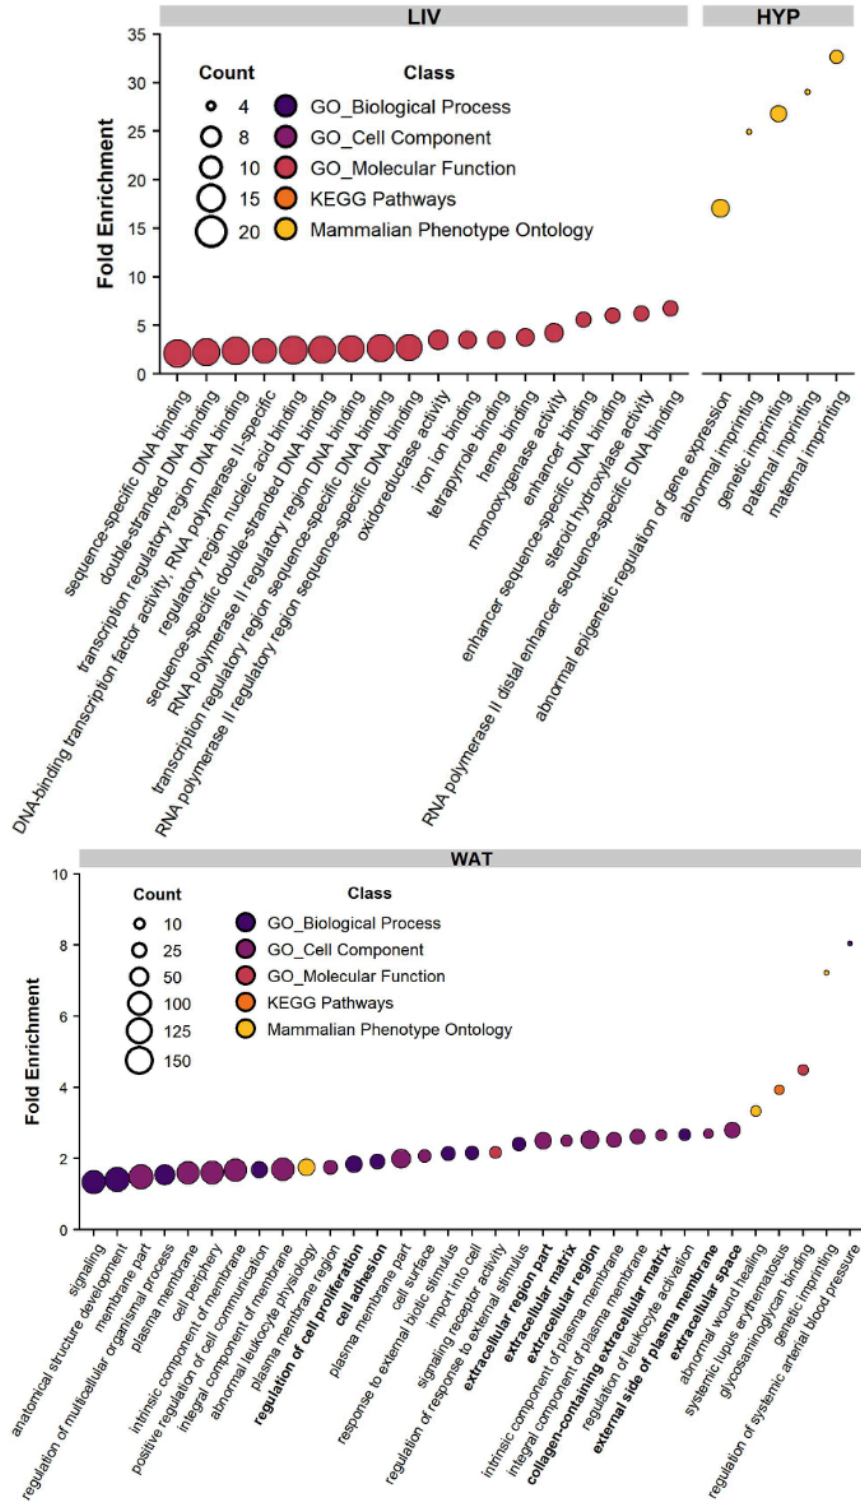 LIV
HYP
Fold Enrichment
35
30
25
20
15
10
5
0
Count
4
8
10
15
20
Class
GO_Biological Process
GO_Cell Component
GO_Molecular Function
KEGG Pathways
Mammalian Phenotype Ontology
sequence-specific DNA binding
double-stranded DNA binding
transcription regulatory region DNA binding
DNA-binding transcription factor activity, RNA polymerase II-specific
regulatory region nucleic acid binding
sequence-specific double-stranded DNA binding
RNA polymerase II regulatory region DNA binding
transcription regulatory region sequence-specific DNA binding
RNA polymerase II regulatory region sequence-specific DNA binding
oxidoreductase activity
iron ion binding
tetrapyrrole binding
heme binding
monooxygenase activity
enhancer binding
enhancer sequence-specific DNA binding
steroid hydroxylase activity
RNA polymerase II distal enhancer sequence-specific DNA binding
abnormal epigenetic regulation of gene expression
abnormal imprinting
genetic imprinting
paternal imprinting
maternal imprinting
WAT
Fold Enrichment
10
8
6
4
2
0
Count
10
25
50
100
125
150
Class
GO_Biological Process
GO_Cell Component
GO_Molecular Function
KEGG Pathways
Mammalian Phenotype Ontology
signaling
anatomical structure development
membrane part
regulation of multicellular organismal process
plasma membrane
cell periphery
intrinsic component of membrane
positive regulation of cell communication
integral component of membrane
abnormal leukocyte physiology
plasma membrane region
regulation of cell proliferation
cell adhesion
plasma membrane part
cell surface
response to external biotic stimulus
import into cell
signaling receptor activity
regulation of response to external stimulus
extracellular region part
extracellular matrix
extracellular region
intrinsic component of plasma membrane
integral component of plasma membrane
collagen-containing extracellular matrix
regulation of leukocyte activation
external side of plasma membrane
extracellular space
abnormal wound healing
systemic lupus erythematosus
glycosaminoglycan binding
genetic imprinting
regulation of systemic arterial blood pressure